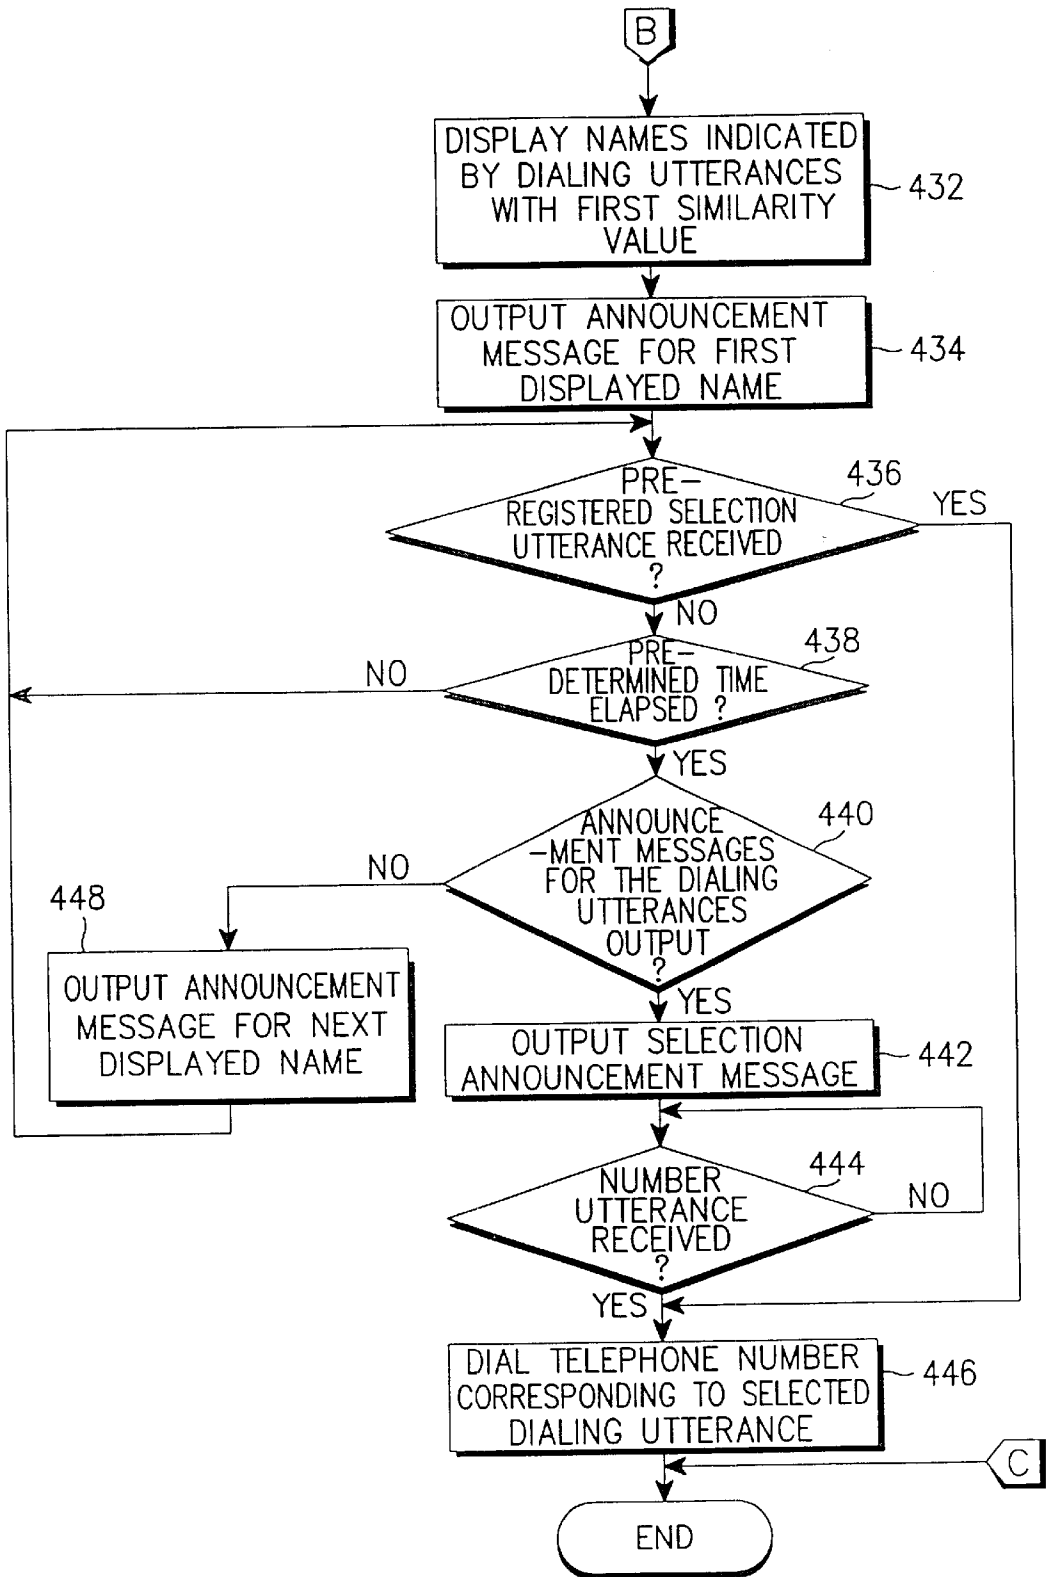 B
DISPLAY NAMES INDICATED
BY DIALING UTTERANCES
WITH FIRST SIMILARITY
VALUE
432
OUTPUT ANNOUNCEMENT
MESSAGE FOR FIRST
DISPLAYED NAME
434
PRE-
REGISTERED SELECTION
UTTERANCE RECEIVED
?
436
YES
NO
PRE-
DETERMINED TIME
ELAPSED ?
438
NO
YES
ANNOUNCE
-MENT MESSAGES
FOR THE DIALING
UTTERANCES
OUTPUT
?
440
NO
448
OUTPUT ANNOUNCEMENT
MESSAGE FOR NEXT
DISPLAYED NAME
YES
OUTPUT SELECTION
ANNOUNCEMENT MESSAGE
442
NUMBER
UTTERANCE
RECEIVED
?
444
NO
YES
DIAL TELEPHONE NUMBER
CORRESPONDING TO SELECTED
DIALING UTTERANCE
446
C
END